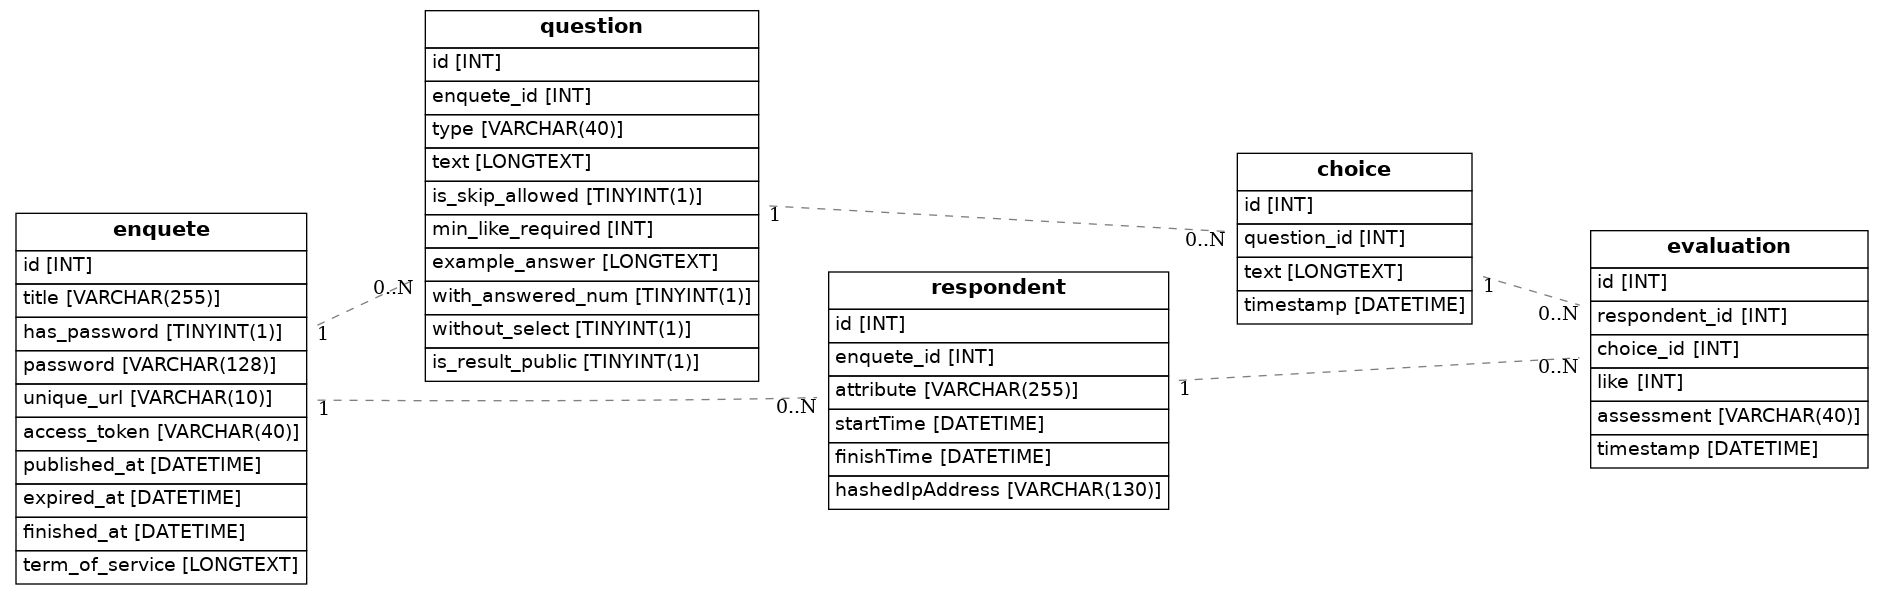 question
id [INT]
enquete_id [INT]
type [VARCHAR(40)]
text [LONGTEXT]
is_skip_allowed [TINYINT(1)]
min_like_required [INT]
example_answer [LONGTEXT]
with_answered_num [TINYINT(1)]
without_select [TINYINT(1)]
is_result_public [TINYINT(1)]
enquete
id [INT]
title [VARCHAR(255)]
has_password [TINYINT(1)]
password [VARCHAR(128)]
unique_url [VARCHAR(10)]
access_token [VARCHAR(40)]
published_at [DATETIME]
expired_at [DATETIME]
finished_at [DATETIME]
term_of_service [LONGTEXT]
1
0..N
1
0..N
1
0..N
respondent
id [INT]
enquete_id [INT]
attribute [VARCHAR(255)]
startTime [DATETIME]
finishTime [DATETIME]
hashedIpAddress [VARCHAR(130)]
choice
id [INT]
question_id [INT]
text [LONGTEXT]
timestamp [DATETIME]
1
0..N
1
0..N
evaluation
id [INT]
respondent_id [INT]
choice_id [INT]
like [INT]
assessment [VARCHAR(40)]
timestamp [DATETIME]